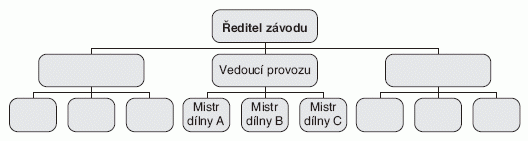 Ředitel závodu
Vedoucí provozu
Mistr
dílny A
Mistr
dílny B
Mistr
dílny C